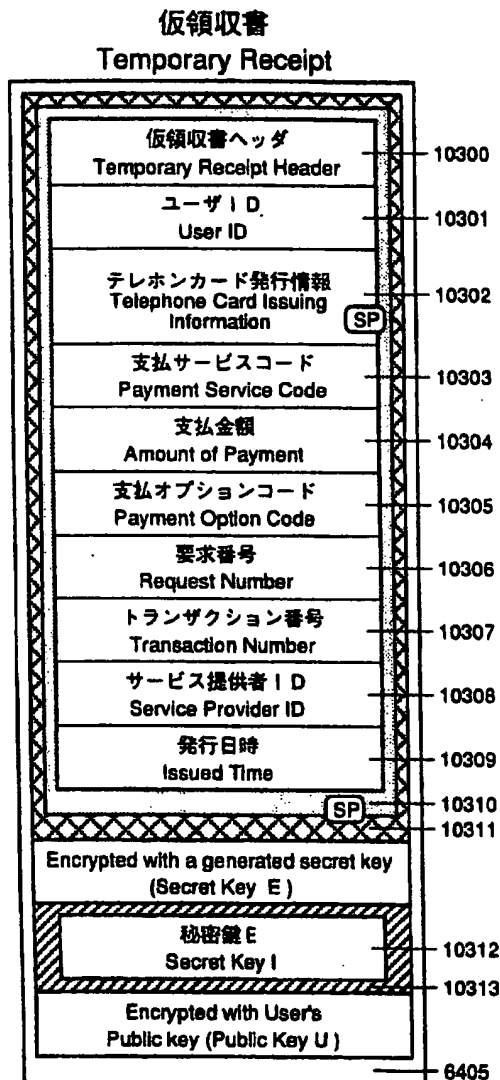 仮領収書
Temporary Receipt
仮領収書ヘッダ
Temporary Receipt Header
10300
ユーザID
User ID
10301
テレホンカード発行情報
Telephone Card Issuing
Information
10302
SP
支払サービスコード
Payment Service Code
10303
支払金額
Amount of Payment
10304
支払オプションコード
Payment Option Code
10305
要求番号
Request Number
10306
トランザクション番号
Transaction Number
10307
サービス提供者ID
Service Provider ID
10308
発行日時
Issued Time
10309
SP
10310
10311
Encrypted with a generated secret key
(Secret Key E)
秘密鍵E
Secret Key I
10312
10313
Encrypted with User's
Public key (Public Key U)
6405